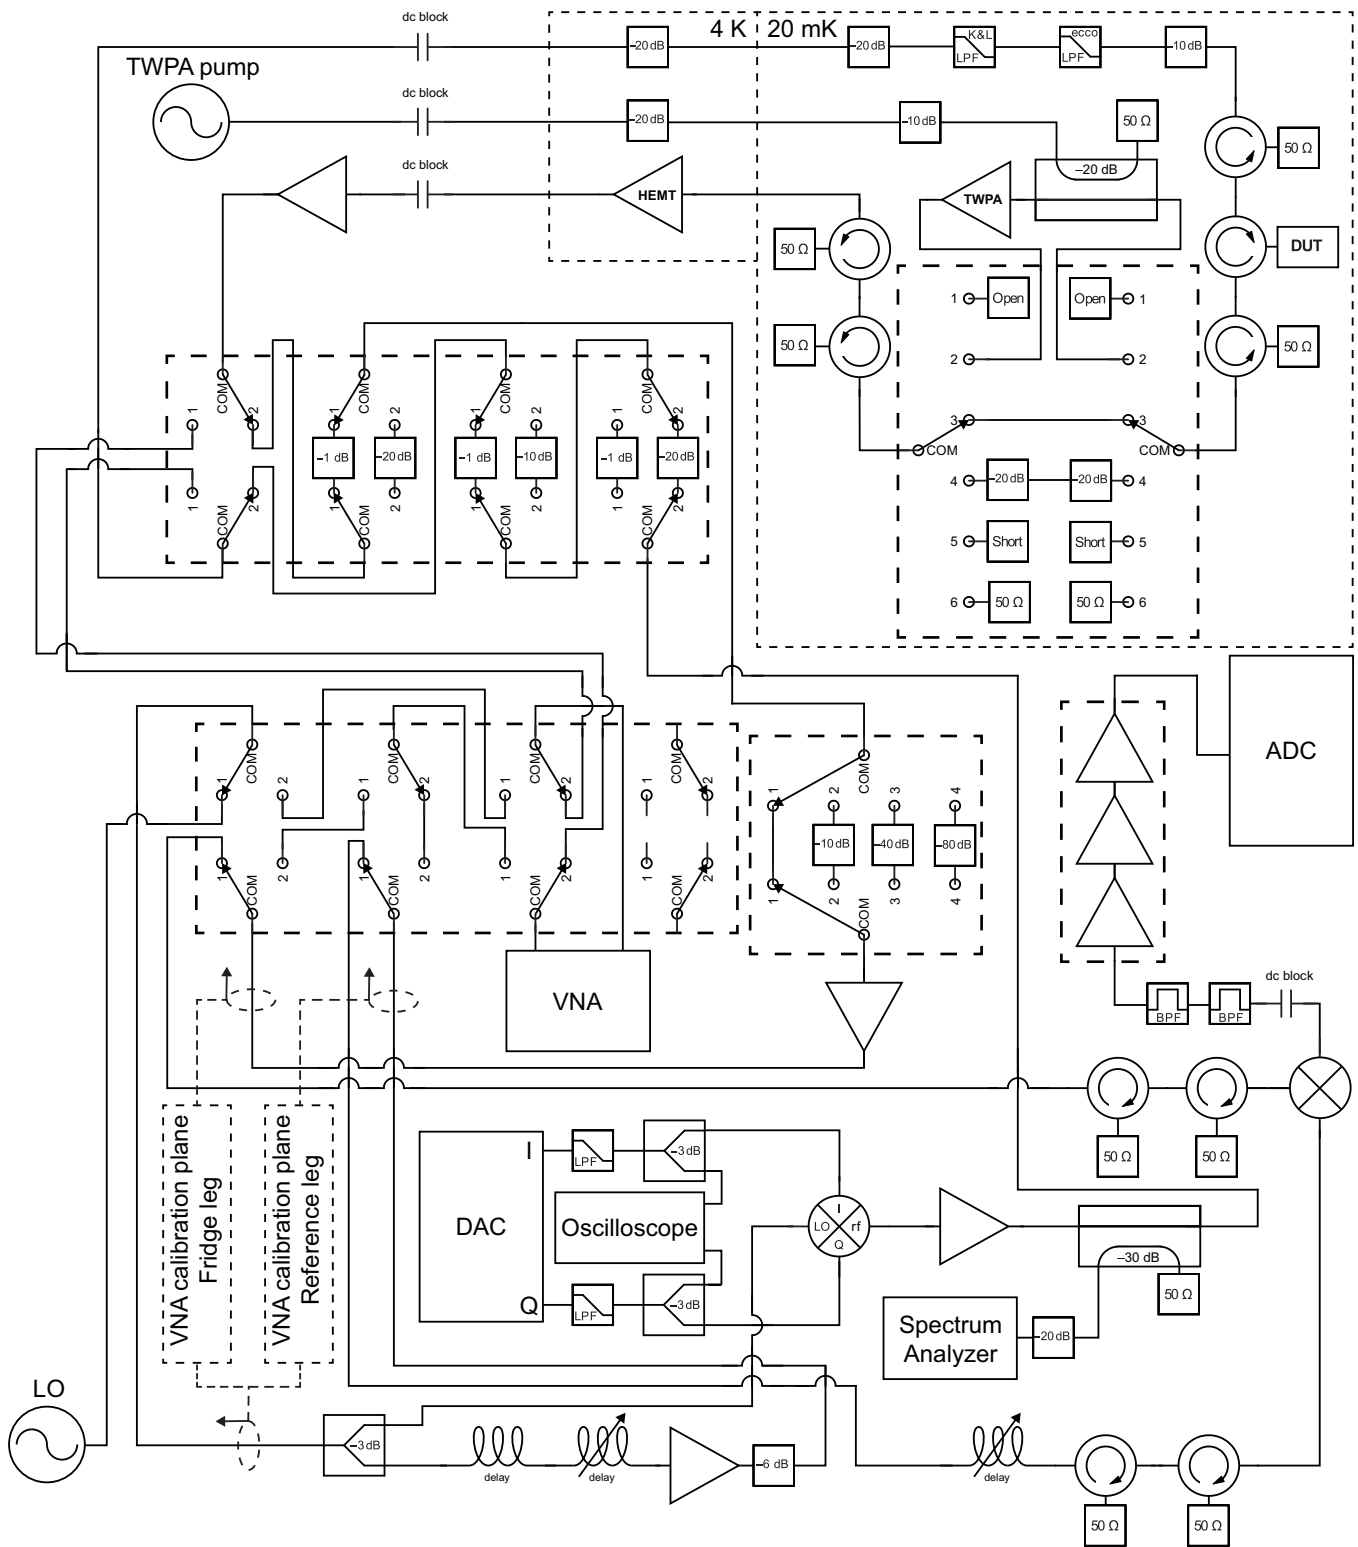 dc block
4 K
20 mK
–20 dB
–20 dB
K&L
LPF
ecco
LPF
–10 dB
TWPA pump
dc block
–20 dB
–10 dB
50 Ω
50 Ω
–20 dB
dc block
HEMT
TWPA
50 Ω
DUT
1
Open
Open
1
50 Ω
50 Ω
2
2
COM
COM
COM
COM
1
2
1
2
1
2
1
2
3
3
COM
COM
–1 dB
–20 dB
–1 dB
–10 dB
–1 dB
–20 dB
4
–20 dB
–20 dB
4
1
2
1
2
1
2
1
2
COM
COM
COM
COM
5
Short
Short
5
6
50 Ω
50 Ω
6
ADC
COM
COM
COM
COM
COM
1
2
1
2
1
2
2
1
2
3
4
–10 dB
–40 dB
–80 dB
1
2
1
2
1
2
2
1
2
3
4
COM
COM
COM
COM
COM
VNA
dc block
BPF
BPF
VNA calibration plane
Fridge leg
VNA calibration plane
Reference leg
50 Ω
50 Ω
DAC
I
LPF
–3 dB
Oscilloscope
I
LO
rf
Q
Q
LPF
–3 dB
–30 dB
50 Ω
Spectrum
Analyzer
–20 dB
LO
–3 dB
delay
delay
–6 dB
delay
50 Ω
50 Ω